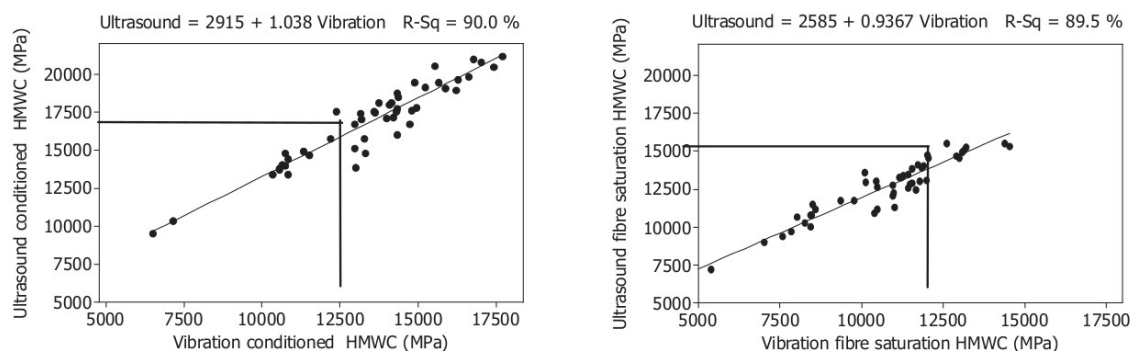 Ultrasound = 2915 + 1.038 Vibration R-Sq = 90.0 %
Ultrasound conditioned HMWC (MPa)
20000
17500
15000
12500
10000
7500
5000
5000 7500 10000 12500 15000 17500
Vibration conditioned HMWC (MPa)
Ultrasound = 2585 + 0.9367 Vibration R-Sq = 89.5 %
Ultrasound fibre saturation HMWC (MPa)
20000
17500
15000
12500
10000
7500
5000
5000 7500 10000 12500 15000 17500
Vibration fibre saturation HMWC (MPa)